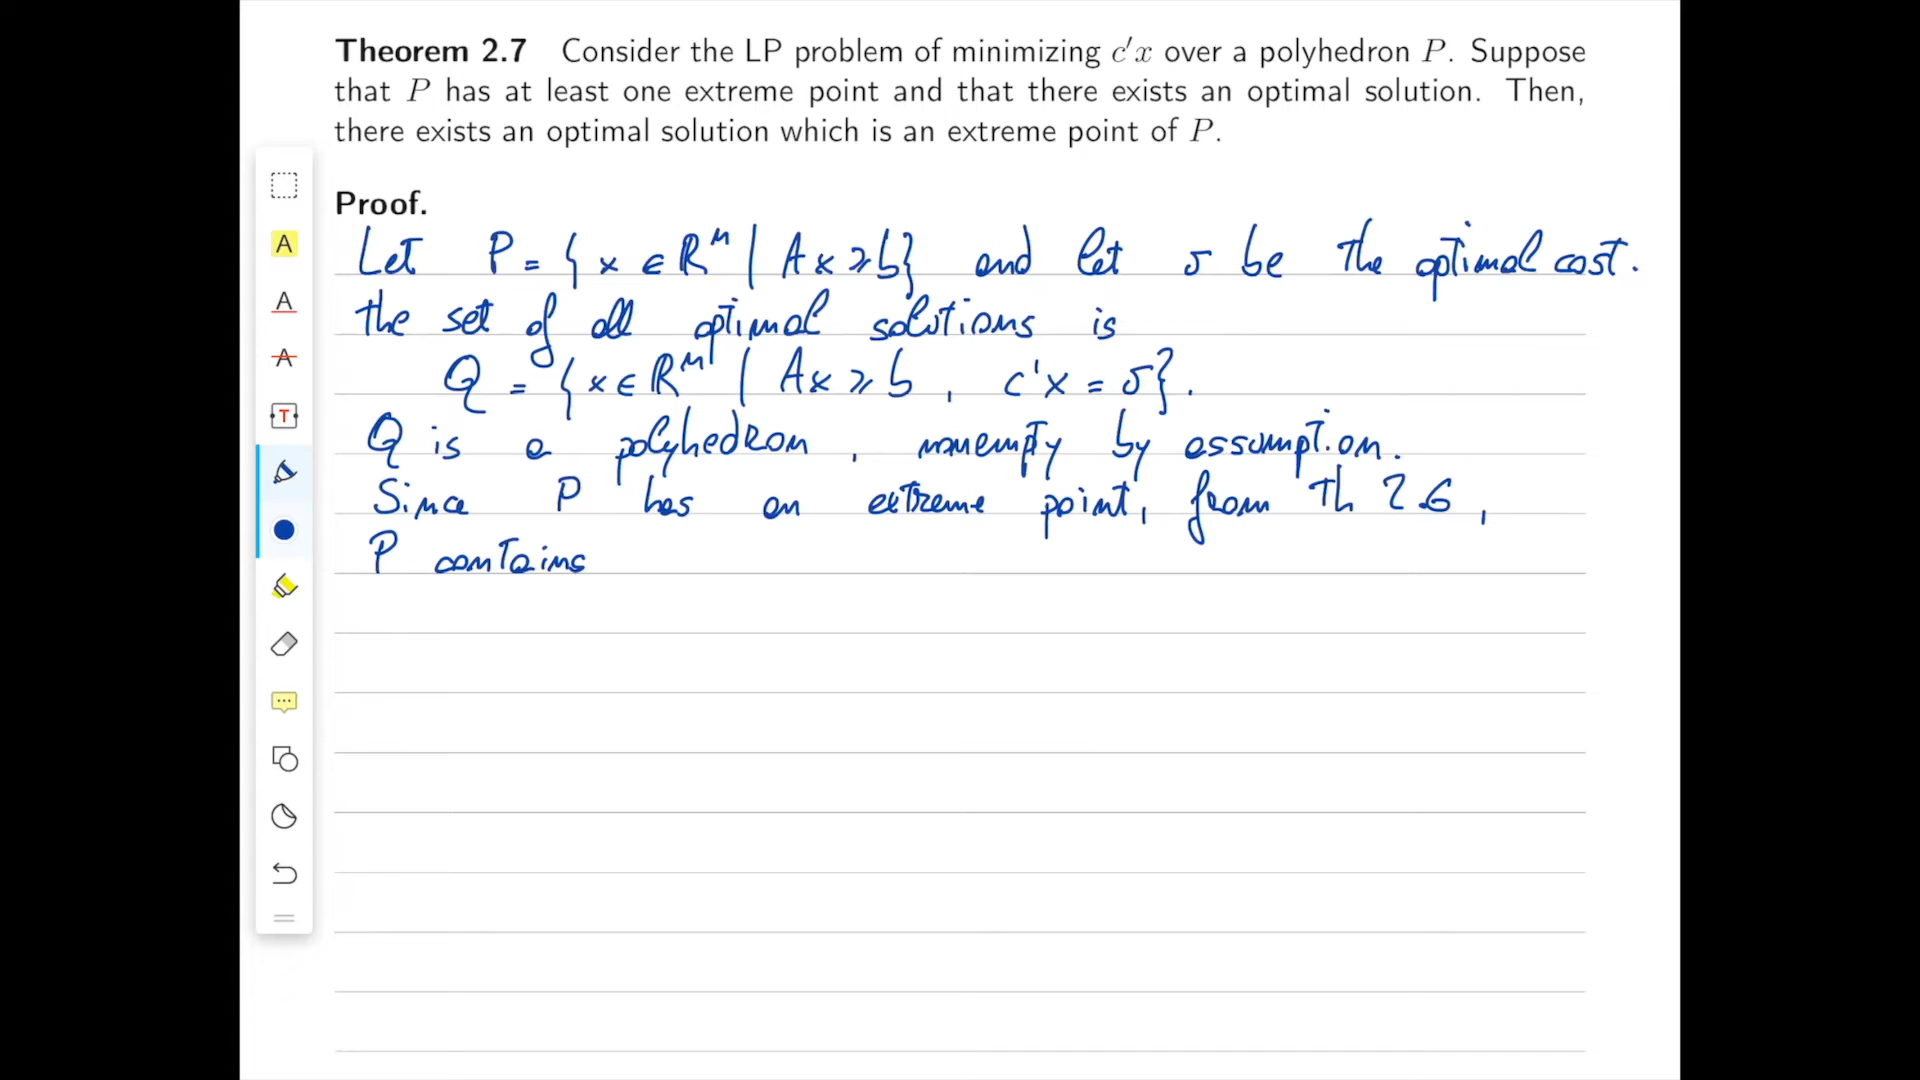 Theorem 2.7 Consider the LP problem of minimizing c′x over a polyhedron P. Suppose
that P has at least one extreme point and that there exists an optimal solution. Then,
there exists an optimal solution which is an extreme point of P.
Proof.
Let P = { x ∈ ℝⁿ | Ax ≥ b} and let v be the optimal cost.
the set of all optimal solutions is
Q = { x ∈ ℝⁿ | Ax ≥ b , c'x = v}.
Q is a polyhedron , nonempty by assumption.
Since P has an extreme point, from Th 2.6 ,
P contains
A
A
A
T